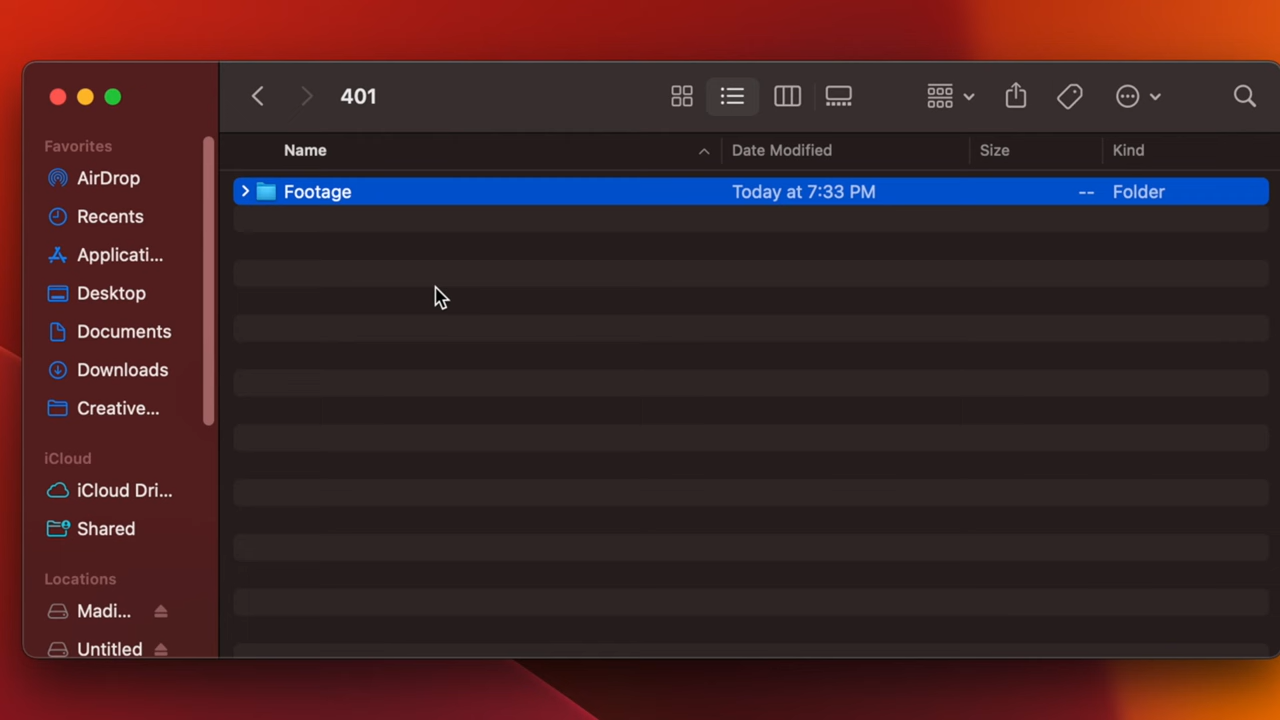 401
Favorites
AirDrop
Recents
Applicati...
Desktop
Documents
Downloads
Creative...
iCloud
iCloud Dri...
Shared
Locations
Madi...
Untitled
Name Date Modified Size Kind
Footage Today at 7:33 PM -- Folder